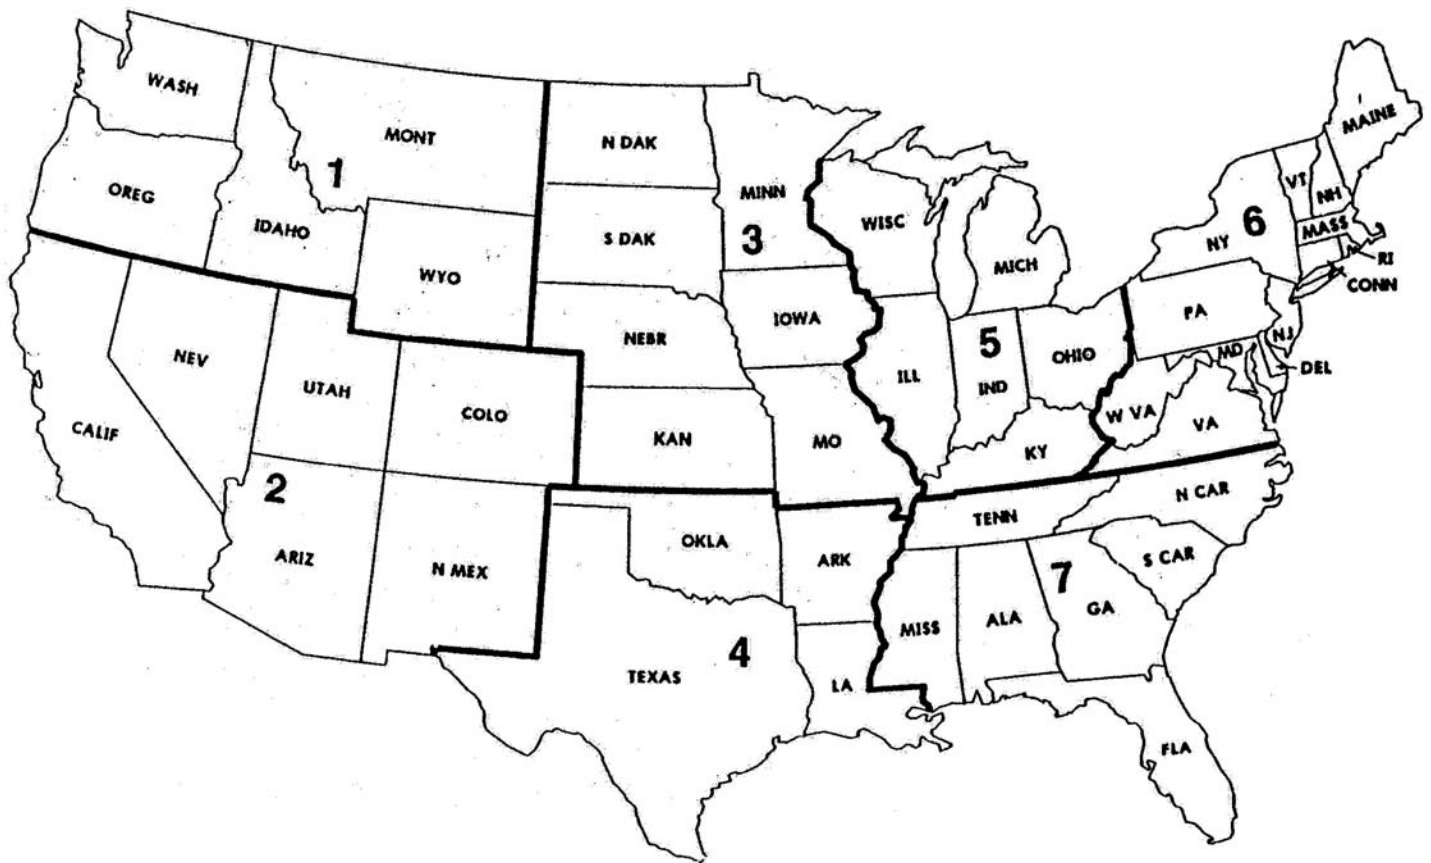 WASH
MONT
N DAK
MAINE
1
OREG
MINN
VT
NH
IDAHO
S DAK
3
WISC
6
MASS
NY
RI
WYO
MICH
CONN
IOWA
PA
NEBR
5
NJ
NEV
OHIO
MD
DEL
UTAH
ILL
IND
COLO
W VA
VA
CALIF
KAN
MO
KY
2
N CAR
TENN
OKLA
ARIZ
N MEX
ARK
S CAR
7
GA
MISS
ALA
4
TEXAS
LA
FLA